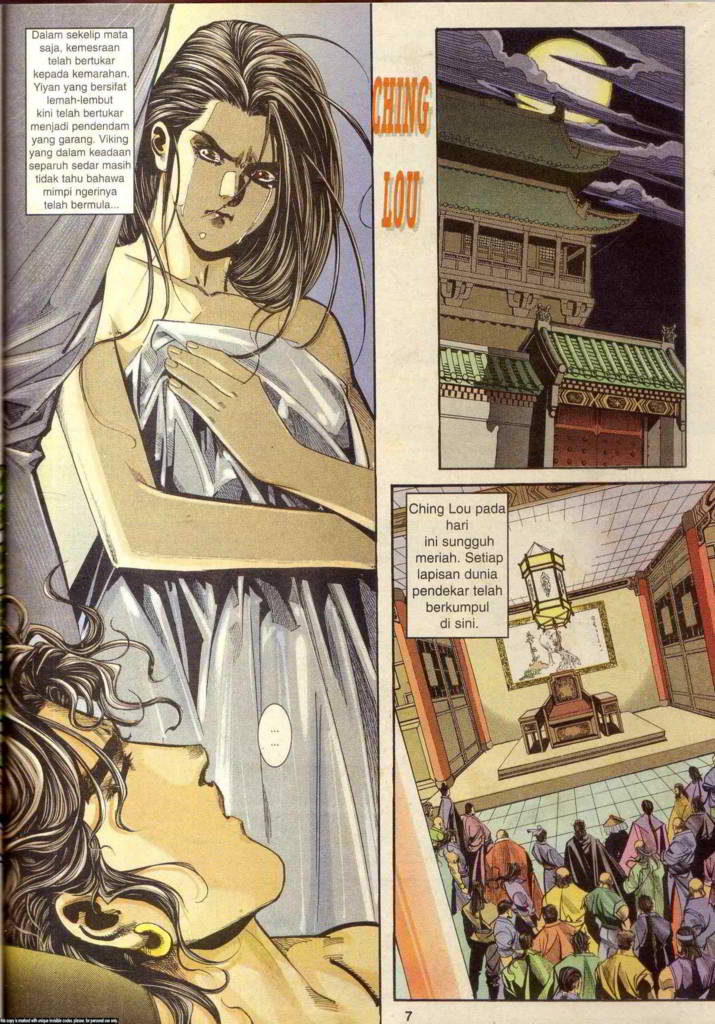 Dalam sekelip mata
saja, kemesraan
telah bertukar
kepada kemarahan.
Yiyan yang bersifat
lemah-lembut
kini telah bertukar
menjadi pendendam
yang garang. Viking
yang dalam keadaan
separuh sedar masih
tidak tahu bahawa
mimpi ngerinya
telah bermula...
...
...
CHING
LOU
Ching Lou pada
hari
ini sungguh
meriah. Setiap
lapisan dunia
pendekar telah
berkumpul
di sini.
7